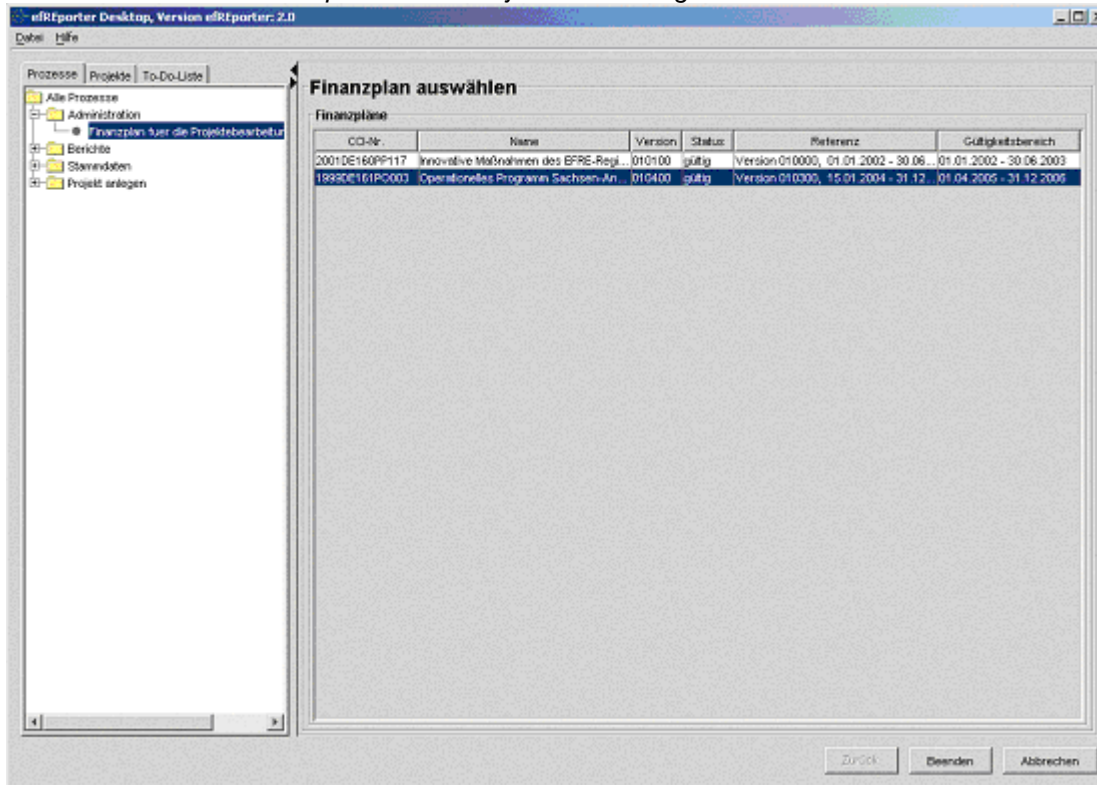 efREporter Desktop, Version efREporter: 2.0
Datei Hilfe
Prozesse Projekte To-Do-Liste
Alle Prozesse
Administration
Finanzplan fuer die Projektebearbeitur
Berichte
Stammdaten
Projekt anlegen
Finanzplan auswählen
Finanzpläne
CCI-Nr. Name Version Status Referenz Gültigkeitsbereich
2001DE160PP117 Innovative Maßnahmen des EFRE-Regi... 010100 gültig Version 010000, 01.01.2002 - 30.06... 01.01.2002 - 30.06.2003
1999DE161PO003 Operationelles Programm Sachsen-An... 010400 gültig Version 010300, 15.01.2004 - 31.12... 01.04.2005 - 31.12.2006
Zurück Beenden Abbrechen